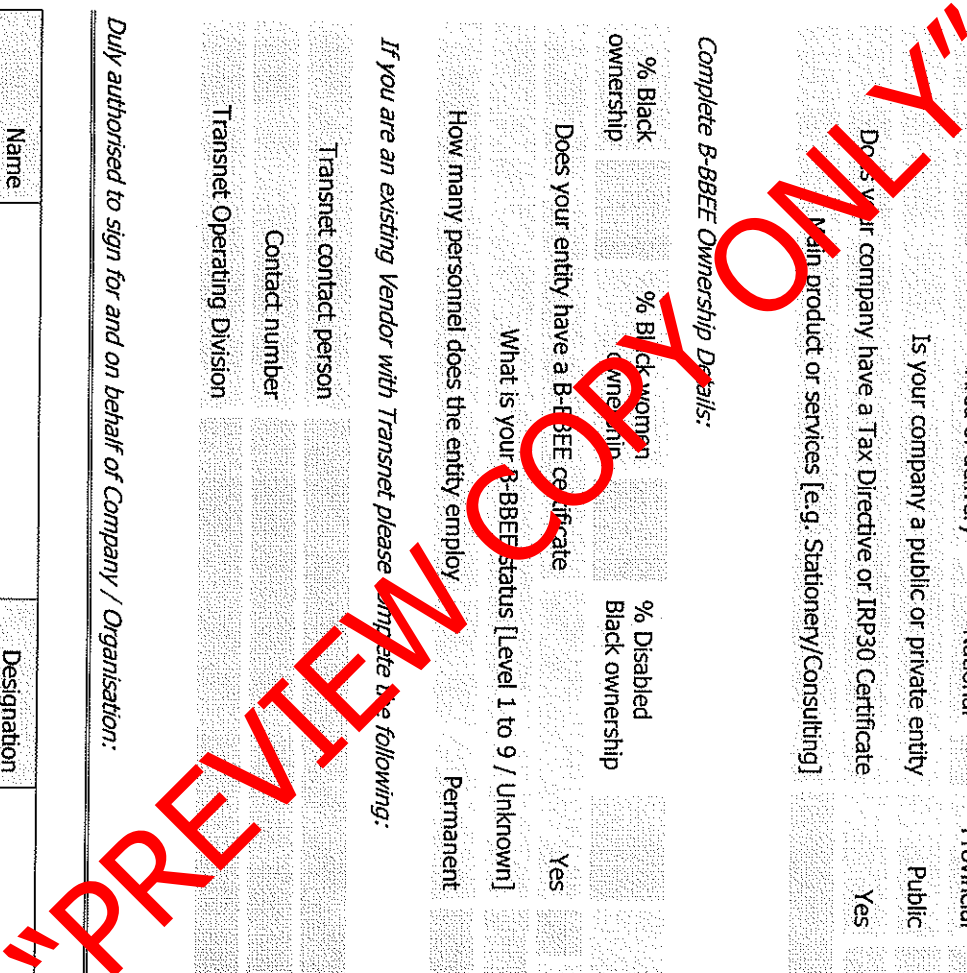 Is your company a public or private entity Public
Does your company have a Tax Directive or IRP30 Certificate Yes
Main product or services [e.g. Stationery/Consulting]
Complete B-BBEE Ownership Details:
% Black ownership % Black women ownership % Disabled Black ownership
Does your entity have a B-BBEE certificate Yes
What is your B-BBEE status [Level 1 to 9 / Unknown]
How many personnel does the entity employ Permanent
If you are an existing Vendor with Transnet please complete the following:
Transnet contact person
Contact number
Transnet Operating Division
Duly authorised to sign for and on behalf of Company / Organisation:
Name Designation
"PREVIEW COPY ONLY"